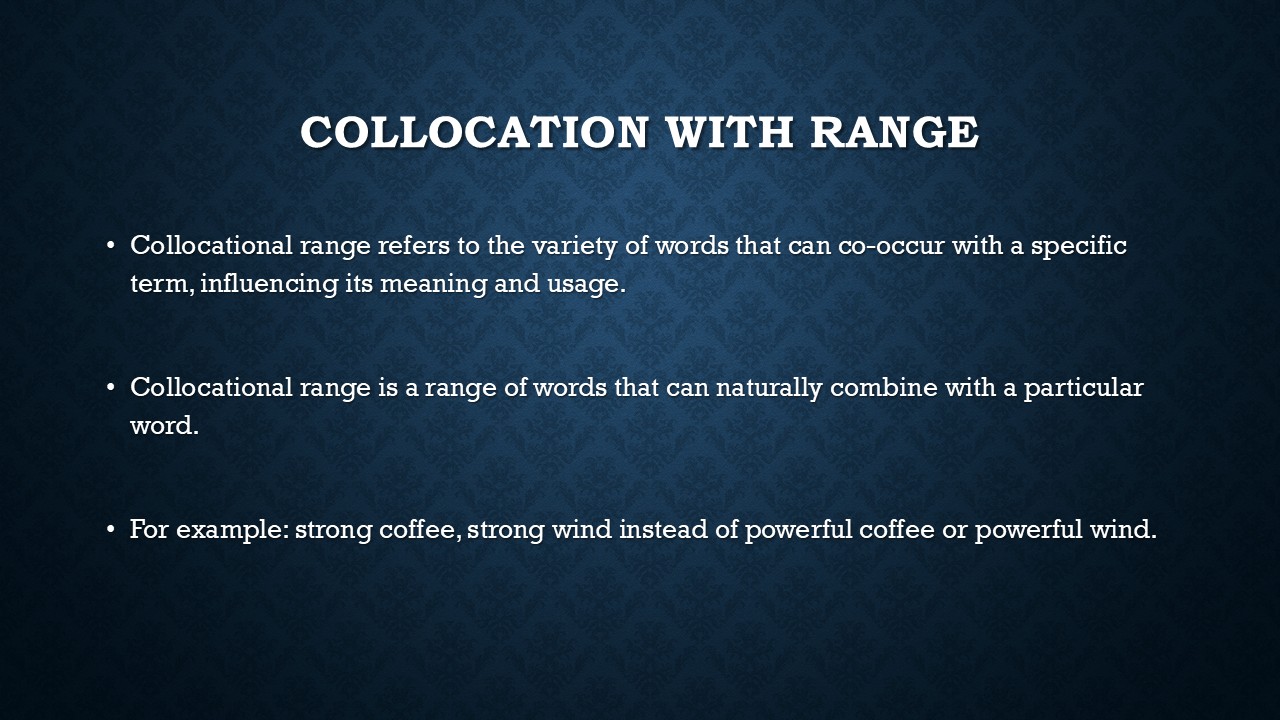 COLLOCATION WITH RANGE
• Collocational range refers to the variety of words that can co-occur with a specific
term, influencing its meaning and usage.
• Collocational range is a range of words that can naturally combine with a particular
word.
• For example: strong coffee, strong wind instead of powerful coffee or powerful wind.